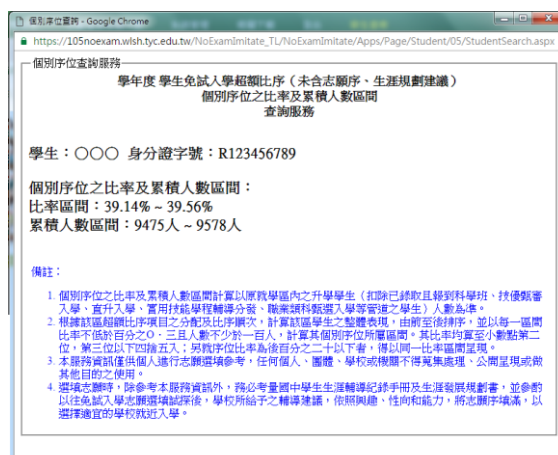 個別序位查詢 - Google Chrome
https://105noexam.wlsh.tyc.edu.tw/NoExamImitate_TL/NoExamImitate/Apps/Page/Student/05/StudentSearch.aspx
個別序位查詢服務
學年度 學生免試入學超額比序（未含志願序、生涯規劃建議）
個別序位之比率及累積人數區間
查詢服務
學生：○○○ 身分證字號：R123456789
個別序位之比率及累積人數區間：
比率區間：39.14% ~ 39.56%
累積人數區間：9475人 ~ 9578人
備註：
1. 個別序位之比率及累積人數區間計算以原就學區內之升學學生（扣除已錄取且報到科學班、技優甄審
入學、直升入學、實用技能學程輔導分發、職業類科甄選入學等管道之學生）人數為準。
2. 根據該區超額比序項目之分配及比序順次，計算該區學生之整體表現，由前至後排序，並以每一區間
比率不低於百分之０．三且人數不少於一百人，計算其個別序位所屬區間。其比率均算至小數點第二
位，第三位以下四捨五入；另就序位比率為後百分之二十以下者，得以同一比率區間呈現。
3. 本服務資訊僅供個人進行志願選填參考，任何個人、團體、學校或機關不得蒐集處理、公開呈現或做
其他目的之使用。
4. 選填志願時，除參考本服務資訊外，務必考量國中學生生涯輔導紀錄手冊及生涯發展規劃書，並參酌
以往免試入學志願選填試探後，學校所給予之輔導建議，依照興趣、性向和能力，將志願序填滿，以
選擇適宜的學校就近入學。